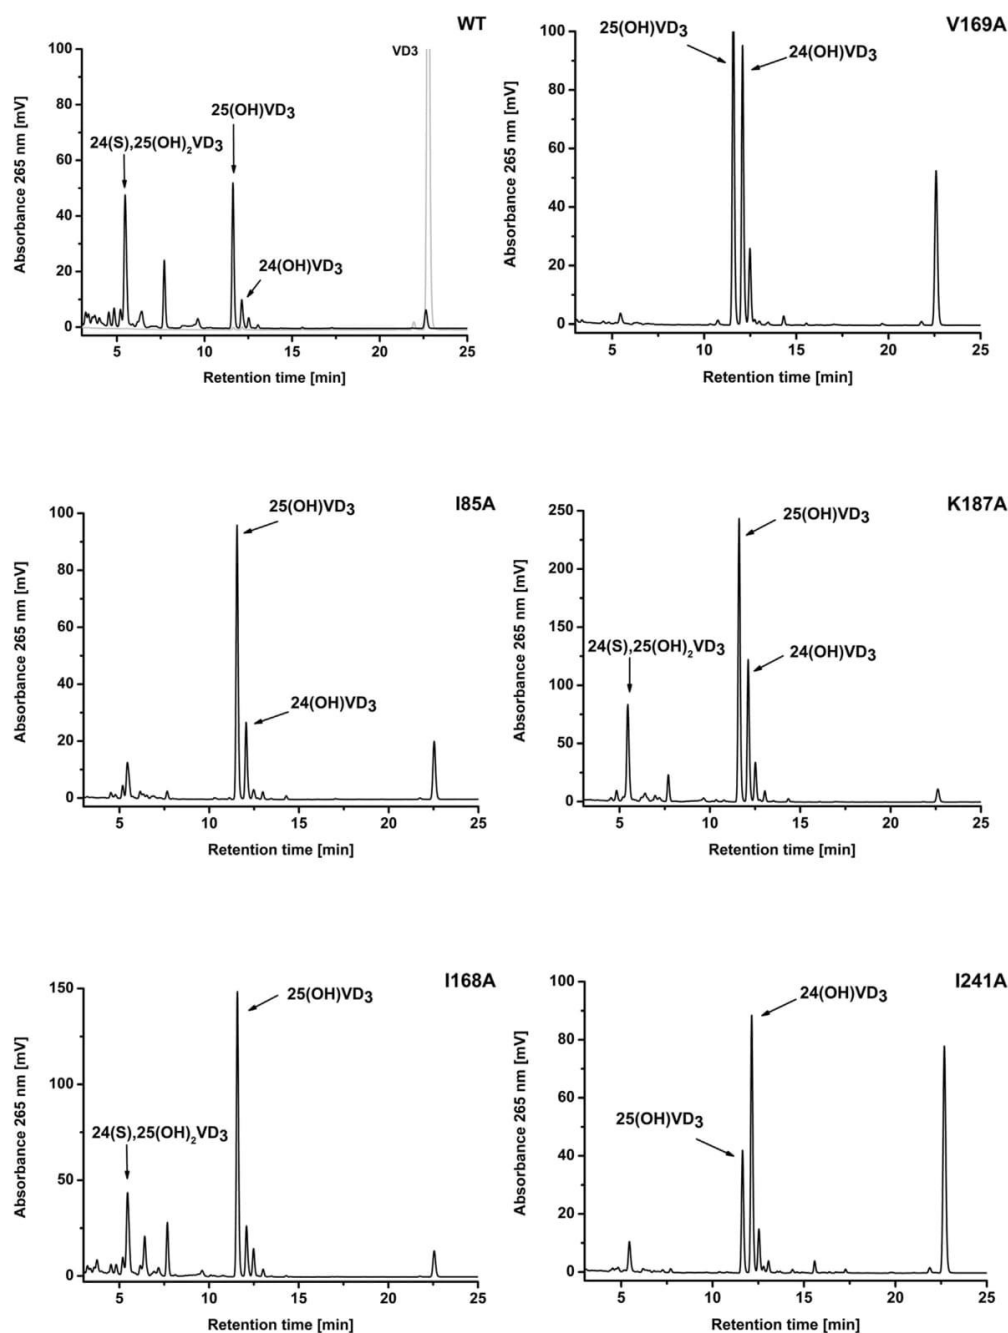 WT
100
80
60
40
20
0
Absorbance 265 nm [mV]
VD3
25(OH)VD3
24(S),25(OH)2VD3
24(OH)VD3
5 10 15 20 25
Retention time [min]
V169A
100
80
60
40
20
0
Absorbance 265 nm [mV]
25(OH)VD3
24(OH)VD3
5 10 15 20 25
Retention time [min]
I85A
100
80
60
40
20
0
Absorbance 265 nm [mV]
25(OH)VD3
24(OH)VD3
5 10 15 20 25
Retention time [min]
K187A
250
200
150
100
50
0
Absorbance 265 nm [mV]
25(OH)VD3
24(S),25(OH)2VD3
24(OH)VD3
5 10 15 20 25
Retention time [min]
I168A
150
100
50
0
Absorbance 265 nm [mV]
25(OH)VD3
24(S),25(OH)2VD3
5 10 15 20 25
Retention time [min]
I241A
100
80
60
40
20
0
Absorbance 265 nm [mV]
24(OH)VD3
25(OH)VD3
5 10 15 20 25
Retention time [min]